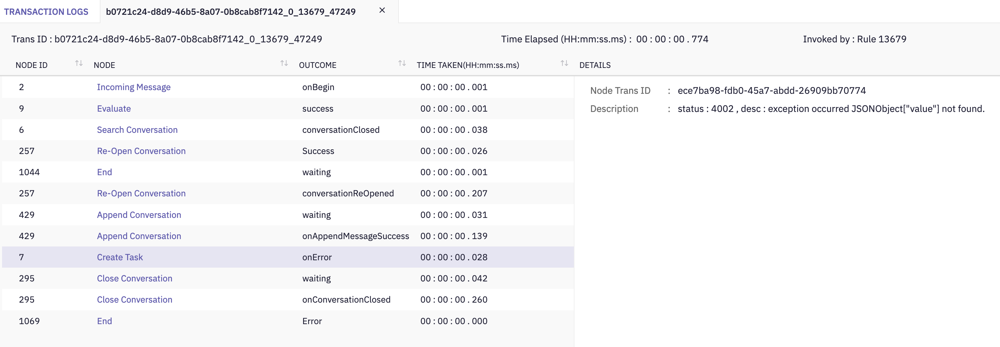 TRANSACTION LOGS b0721c24-d8d9-46b5-8a07-0b8cab8f7142_0_13679_47249 ×
Trans ID : b0721c24-d8d9-46b5-8a07-0b8cab8f7142_0_13679_47249 Time Elapsed (HH:mm:ss.ms) : 00 : 00 : 00 . 774 Invoked by : Rule 13679
NODE ID NODE OUTCOME TIME TAKEN(HH:mm:ss.ms) DETAILS
2 Incoming Message onBegin 00 : 00 : 00 . 001
9 Evaluate success 00 : 00 : 00 . 001
6 Search Conversation conversationClosed 00 : 00 : 00 . 038
257 Re-Open Conversation Success 00 : 00 : 00 . 026
1044 End waiting 00 : 00 : 00 . 001
257 Re-Open Conversation conversationReOpened 00 : 00 : 00 . 207
429 Append Conversation waiting 00 : 00 : 00 . 031
429 Append Conversation onAppendMessageSuccess 00 : 00 : 00 . 139
7 Create Task onError 00 : 00 : 00 . 028
295 Close Conversation waiting 00 : 00 : 00 . 042
295 Close Conversation onConversationClosed 00 : 00 : 00 . 260
1069 End Error 00 : 00 : 00 . 000
Node Trans ID : ece7ba98-fdb0-45a7-abdd-26909bb70774
Description : status : 4002 , desc : exception occurred JSONObject["value"] not found.